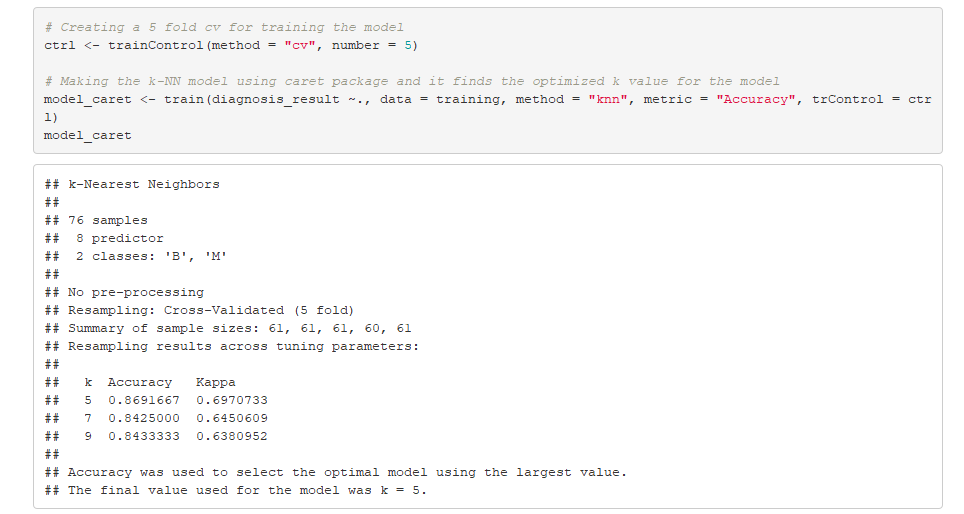 # Creating a 5 fold cv for training the model
ctrl <- trainControl(method = "cv", number = 5)

# Making the k-NN model using caret package and it finds the optimized k value for the model
model_caret <- train(diagnosis_result ~., data = training, method = "knn", metric = "Accuracy", trControl = ctr
l)
model_caret

## k-Nearest Neighbors
##
## 76 samples
##  8 predictor
##  2 classes: 'B', 'M'
##
## No pre-processing
## Resampling: Cross-Validated (5 fold)
## Summary of sample sizes: 61, 61, 61, 60, 61
## Resampling results across tuning parameters:
##
##   k  Accuracy   Kappa
##   5  0.8691667  0.6970733
##   7  0.8425000  0.6450609
##   9  0.8433333  0.6380952
##
## Accuracy was used to select the optimal model using the largest value.
## The final value used for the model was k = 5.